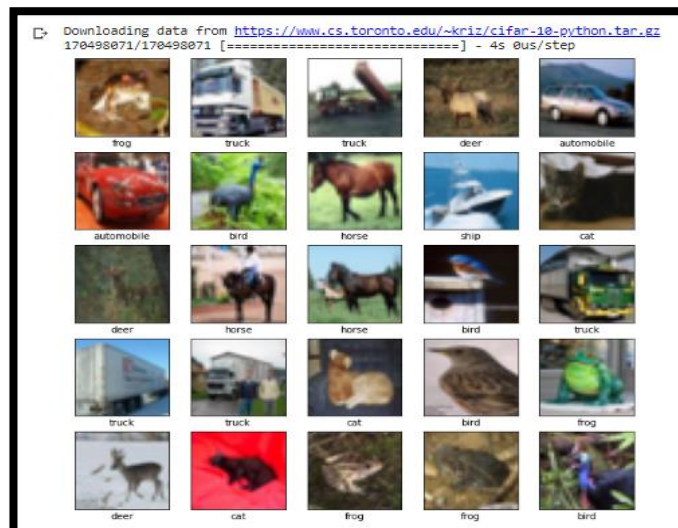 Downloading data from https://www.cs.toronto.edu/~kriz/cifar-10-python.tar.gz
170498071/170498071 [==============================] - 4s 0us/step
frog truck truck deer automobile
automobile bird horse ship cat
deer horse horse bird truck
truck truck cat bird frog
deer cat frog frog bird